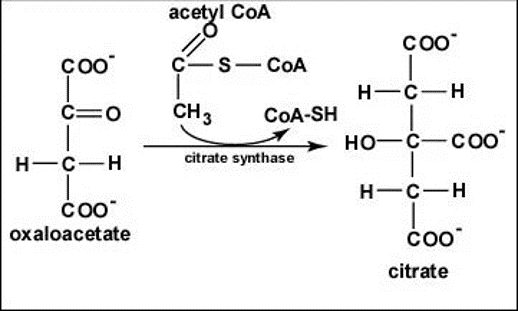 acetyl CoA
O
C — S — CoA
CH3
CoA-SH
citrate synthase
COO-
C=O
H—C—H
COO-
oxaloacetate
COO-
H—C—H
HO—C—COO-
H—C—H
COO-
citrate